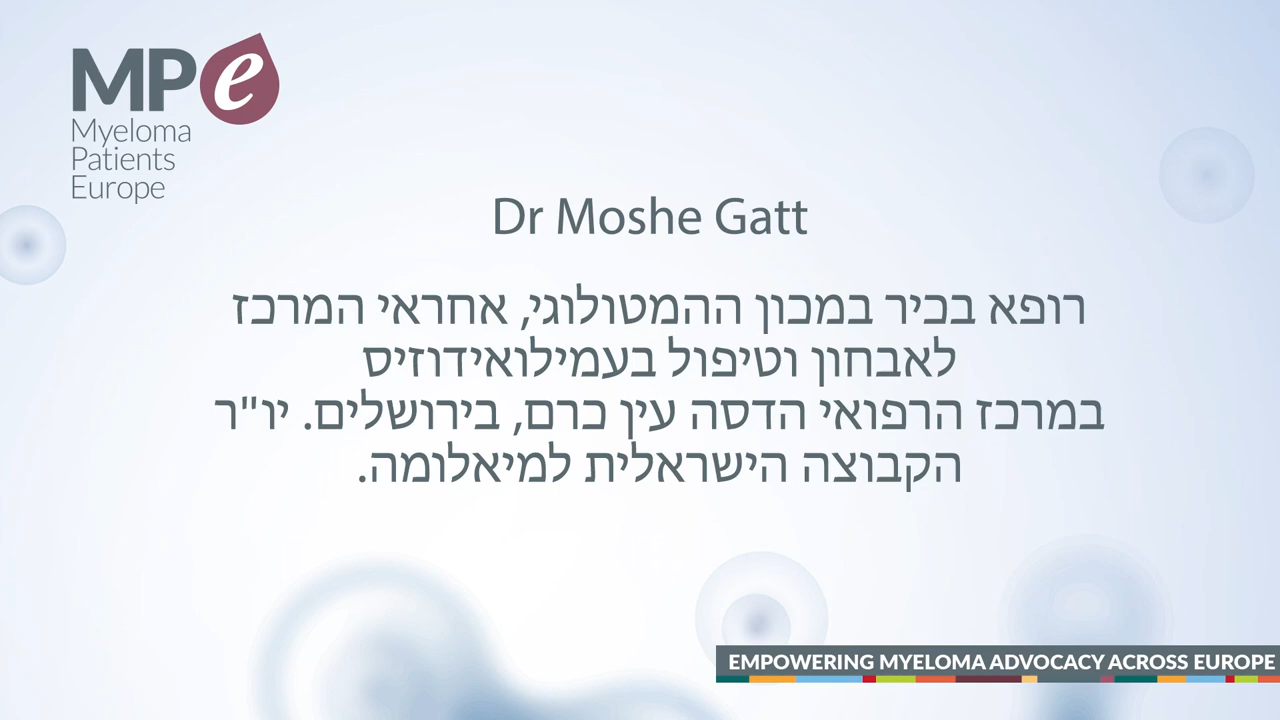 MPe
Myeloma
Patients
Europe
Dr Moshe Gatt
רופא בכיר במכון ההמטולוגי, אחראי המרכז
לאבחון וטיפול בעמילואידוזיס
במרכז הרפואי הדסה עין כרם, בירושלים. יו"ר
הקבוצה הישראלית למיאלומה.
EMPOWERING MYELOMA ADVOCACY ACROSS EUROPE